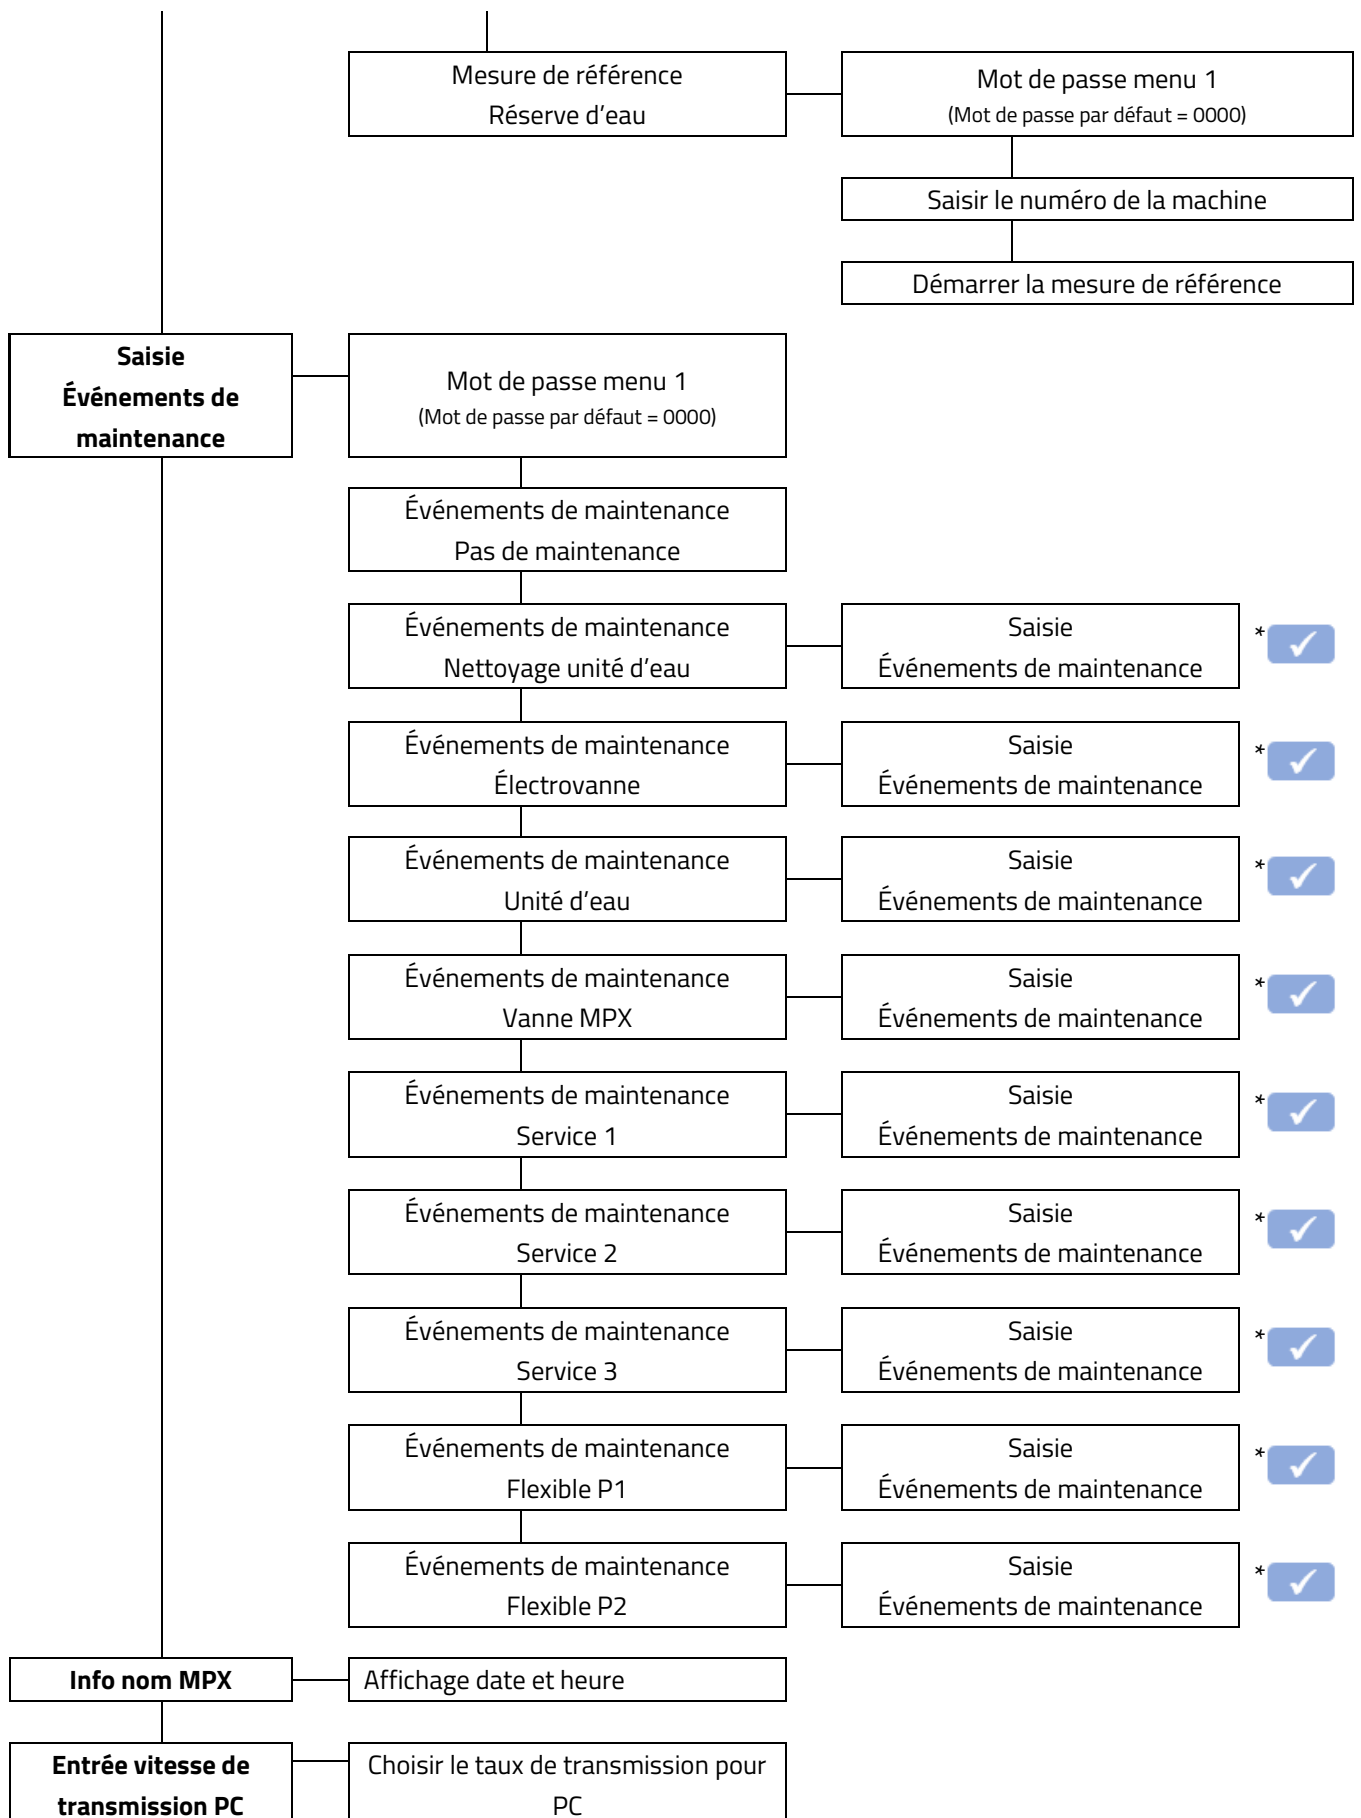 Mesure de référence
Réserve d'eau
Mot de passe menu 1
(Mot de passe par défaut = 0000)
Saisir le numéro de la machine
Démarrer la mesure de référence
Saisie
Événements de
maintenance
Mot de passe menu 1
(Mot de passe par défaut = 0000)
Événements de maintenance
Pas de maintenance
Événements de maintenance
Nettoyage unité d'eau
Saisie
Événements de maintenance
*
Événements de maintenance
Électrovanne
Saisie
Événements de maintenance
*
Événements de maintenance
Unité d'eau
Saisie
Événements de maintenance
*
Événements de maintenance
Vanne MPX
Saisie
Événements de maintenance
*
Événements de maintenance
Service 1
Saisie
Événements de maintenance
*
Événements de maintenance
Service 2
Saisie
Événements de maintenance
*
Événements de maintenance
Service 3
Saisie
Événements de maintenance
*
Événements de maintenance
Flexible P1
Saisie
Événements de maintenance
*
Événements de maintenance
Flexible P2
Saisie
Événements de maintenance
*
Info nom MPX
Affichage date et heure
Entrée vitesse de
transmission PC
Choisir le taux de transmission pour
PC